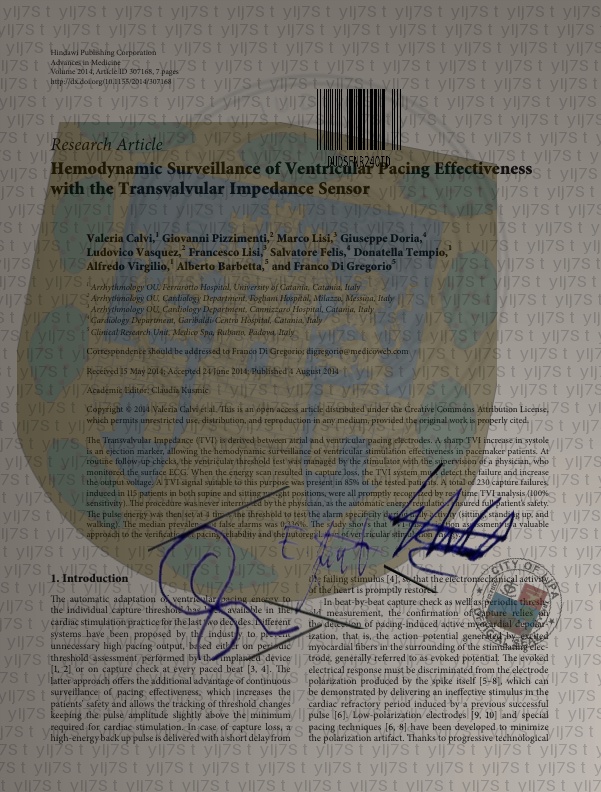 Hindawi Publishing Corporation
Advances in Medicine
Volume 2014, Article ID 307168, 7 pages
http://dx.doi.org/10.1155/2014/307168
Research Article
Hemodynamic Surveillance of Ventricular Pacing Effectiveness
with the Transvalvular Impedance Sensor
Valeria Calvi,1 Giovanni Pizzimenti,2 Marco Lisi,3 Giuseppe Doria,4
Ludovico Vasquez,2 Francesco Lisi,3 Salvatore Felis,4 Donatella Tempio,3
Alfredo Virgilio,1 Alberto Barbetta,5 and Franco Di Gregorio5
1 Arrhythmology OU, Ferrarotto Hospital, University of Catania, Catania, Italy
2 Arrhythmology OU, Cardiology Department, Fogliani Hospital, Milazzo, Messina, Italy
3 Arrhythmology OU, Cardiology Department, Cannizzaro Hospital, Catania, Italy
4 Cardiology Department, Garibaldi-Centro Hospital, Catania, Italy
5 Clinical Research Unit, Medico Spa, Rubano, Padova, Italy
Correspondence should be addressed to Franco Di Gregorio; digregorio@medicoweb.com
Received 15 May 2014; Accepted 24 June 2014; Published 4 August 2014
Academic Editor: Claudia Kusmic
Copyright © 2014 Valeria Calvi et al. This is an open access article distributed under the Creative Commons Attribution License,
which permits unrestricted use, distribution, and reproduction in any medium, provided the original work is properly cited.
The Transvalvular Impedance (TVI) is derived between atrial and ventricular pacing electrodes. A sharp TVI increase in systole
is an ejection marker, allowing the hemodynamic surveillance of ventricular stimulation effectiveness in pacemaker patients. At
routine follow-up checks, the ventricular threshold test was managed by the stimulator with the supervision of a physician, who
monitored the surface ECG. When the energy scan resulted in capture loss, the TVI system must detect the failure and increase
the output voltage. A TVI signal suitable to this purpose was present in 85% of the tested patients. A total of 230 capture failures,
induced in 115 patients in both supine and sitting upright positions, were all promptly recognized by real-time TVI analysis (100%
sensitivity). The procedure was never interrupted by the physician, as the automatic energy regulation ensured full patient's safety.
The pulse energy was then set at 4 times the threshold to test the alarm specificity during daily activity (sitting, standing up, and
walking). The median prevalence of false alarms was 0.336%. The study shows that TVI-based ejection assessment is a valuable
approach to the verification of pacing reliability and the autoregulation of ventricular stimulation energy.
1. Introduction
The automatic adaptation of ventricular pacing energy to
the individual capture threshold has been available in the
cardiac stimulation practice for the last two decades. Different
systems have been proposed by the industry to prevent
unnecessary high pacing output, based either on periodic
threshold assessment performed by the implanted device
[1, 2] or on capture check at every paced beat [3, 4]. The
latter approach offers the additional advantage of continuous
surveillance of pacing effectiveness, which increases the
patients' safety and allows the tracking of threshold changes
keeping the pulse amplitude slightly above the minimum
required for cardiac stimulation. In case of capture loss, a
high-energy back up pulse is delivered with a short delay from
the failing stimulus [4], so that the electromechanical activity
of the heart is promptly restored.
In beat-by-beat capture check as well as periodic threshold
measurement, the confirmation of capture relies on
the detection of pacing-induced active myocardial depolarization,
that is, the action potential generated by excited
myocardial fibers in the surrounding of the stimulating electrode,
generally referred to as evoked potential. The evoked
electrical response must be discriminated from the electrode
polarization produced by the spike itself [5–8], which can
be demonstrated by delivering an ineffective stimulus in the
cardiac refractory period induced by a previous successful
pulse [6]. Low-polarization electrodes [9, 10] and special
pacing techniques [6, 8] have been developed to minimize
the polarization artifact. Thanks to progressive technological